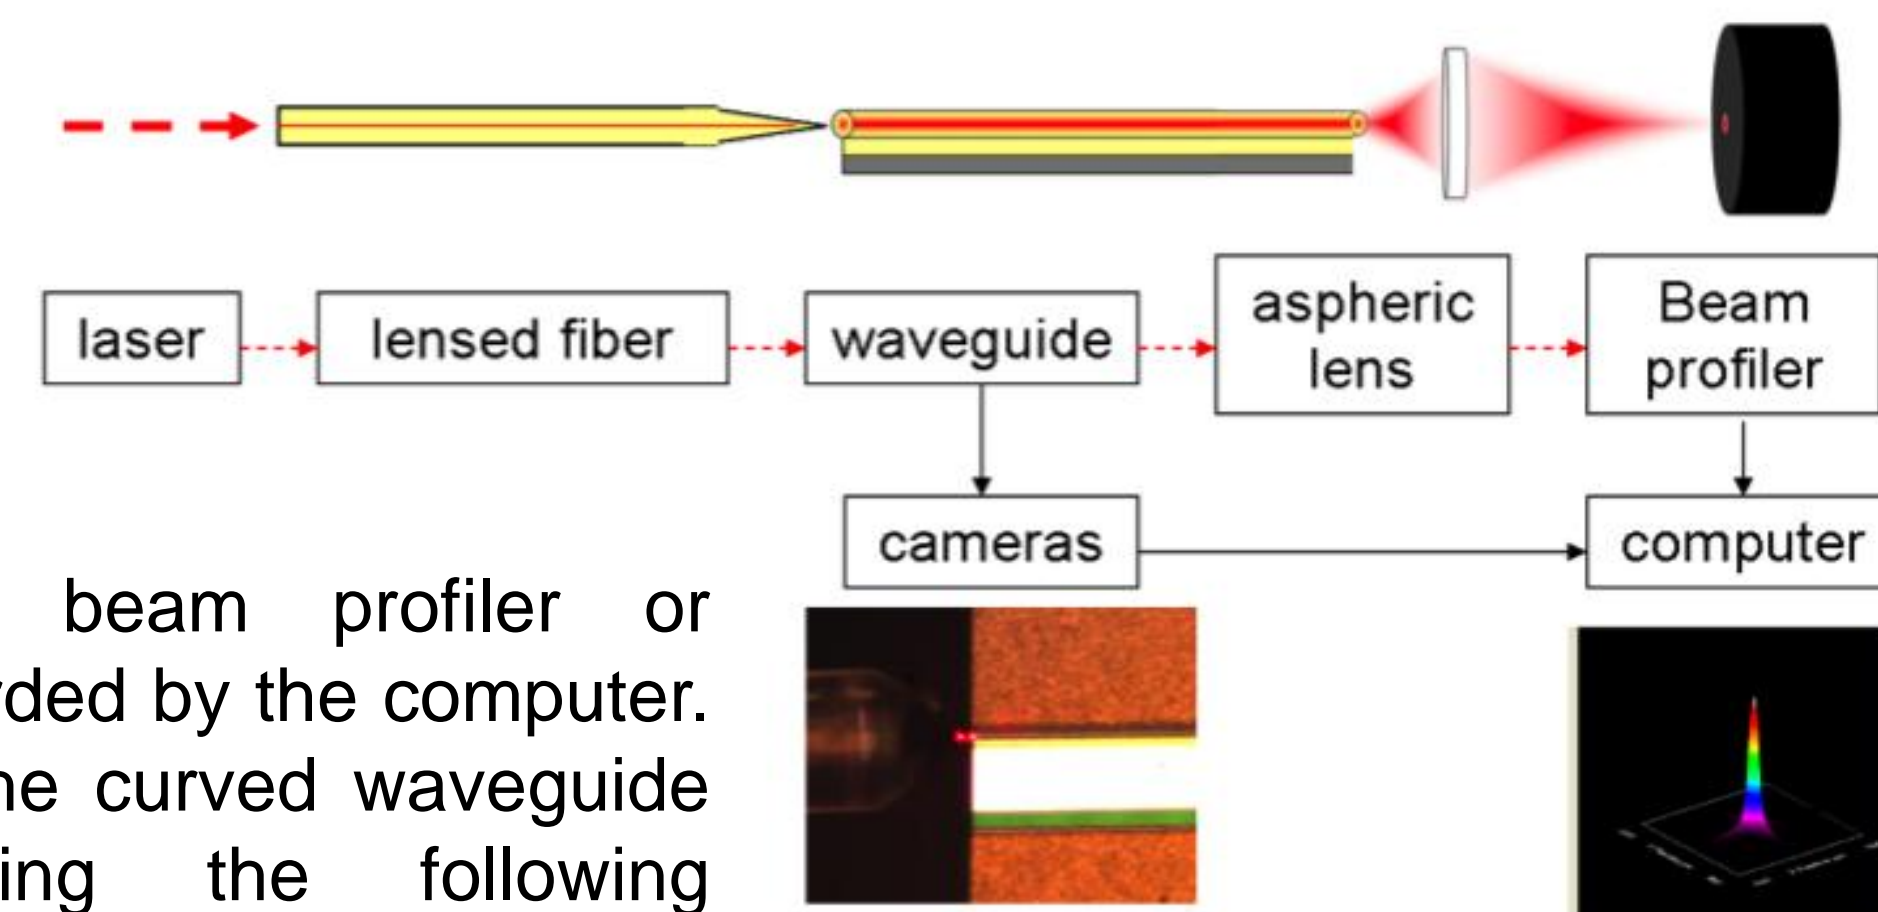 laser
lensed fiber
waveguide
aspheric
lens
Beam
profiler
cameras
computer
beam profiler or
rded by the computer.
ne curved waveguide
ing the following